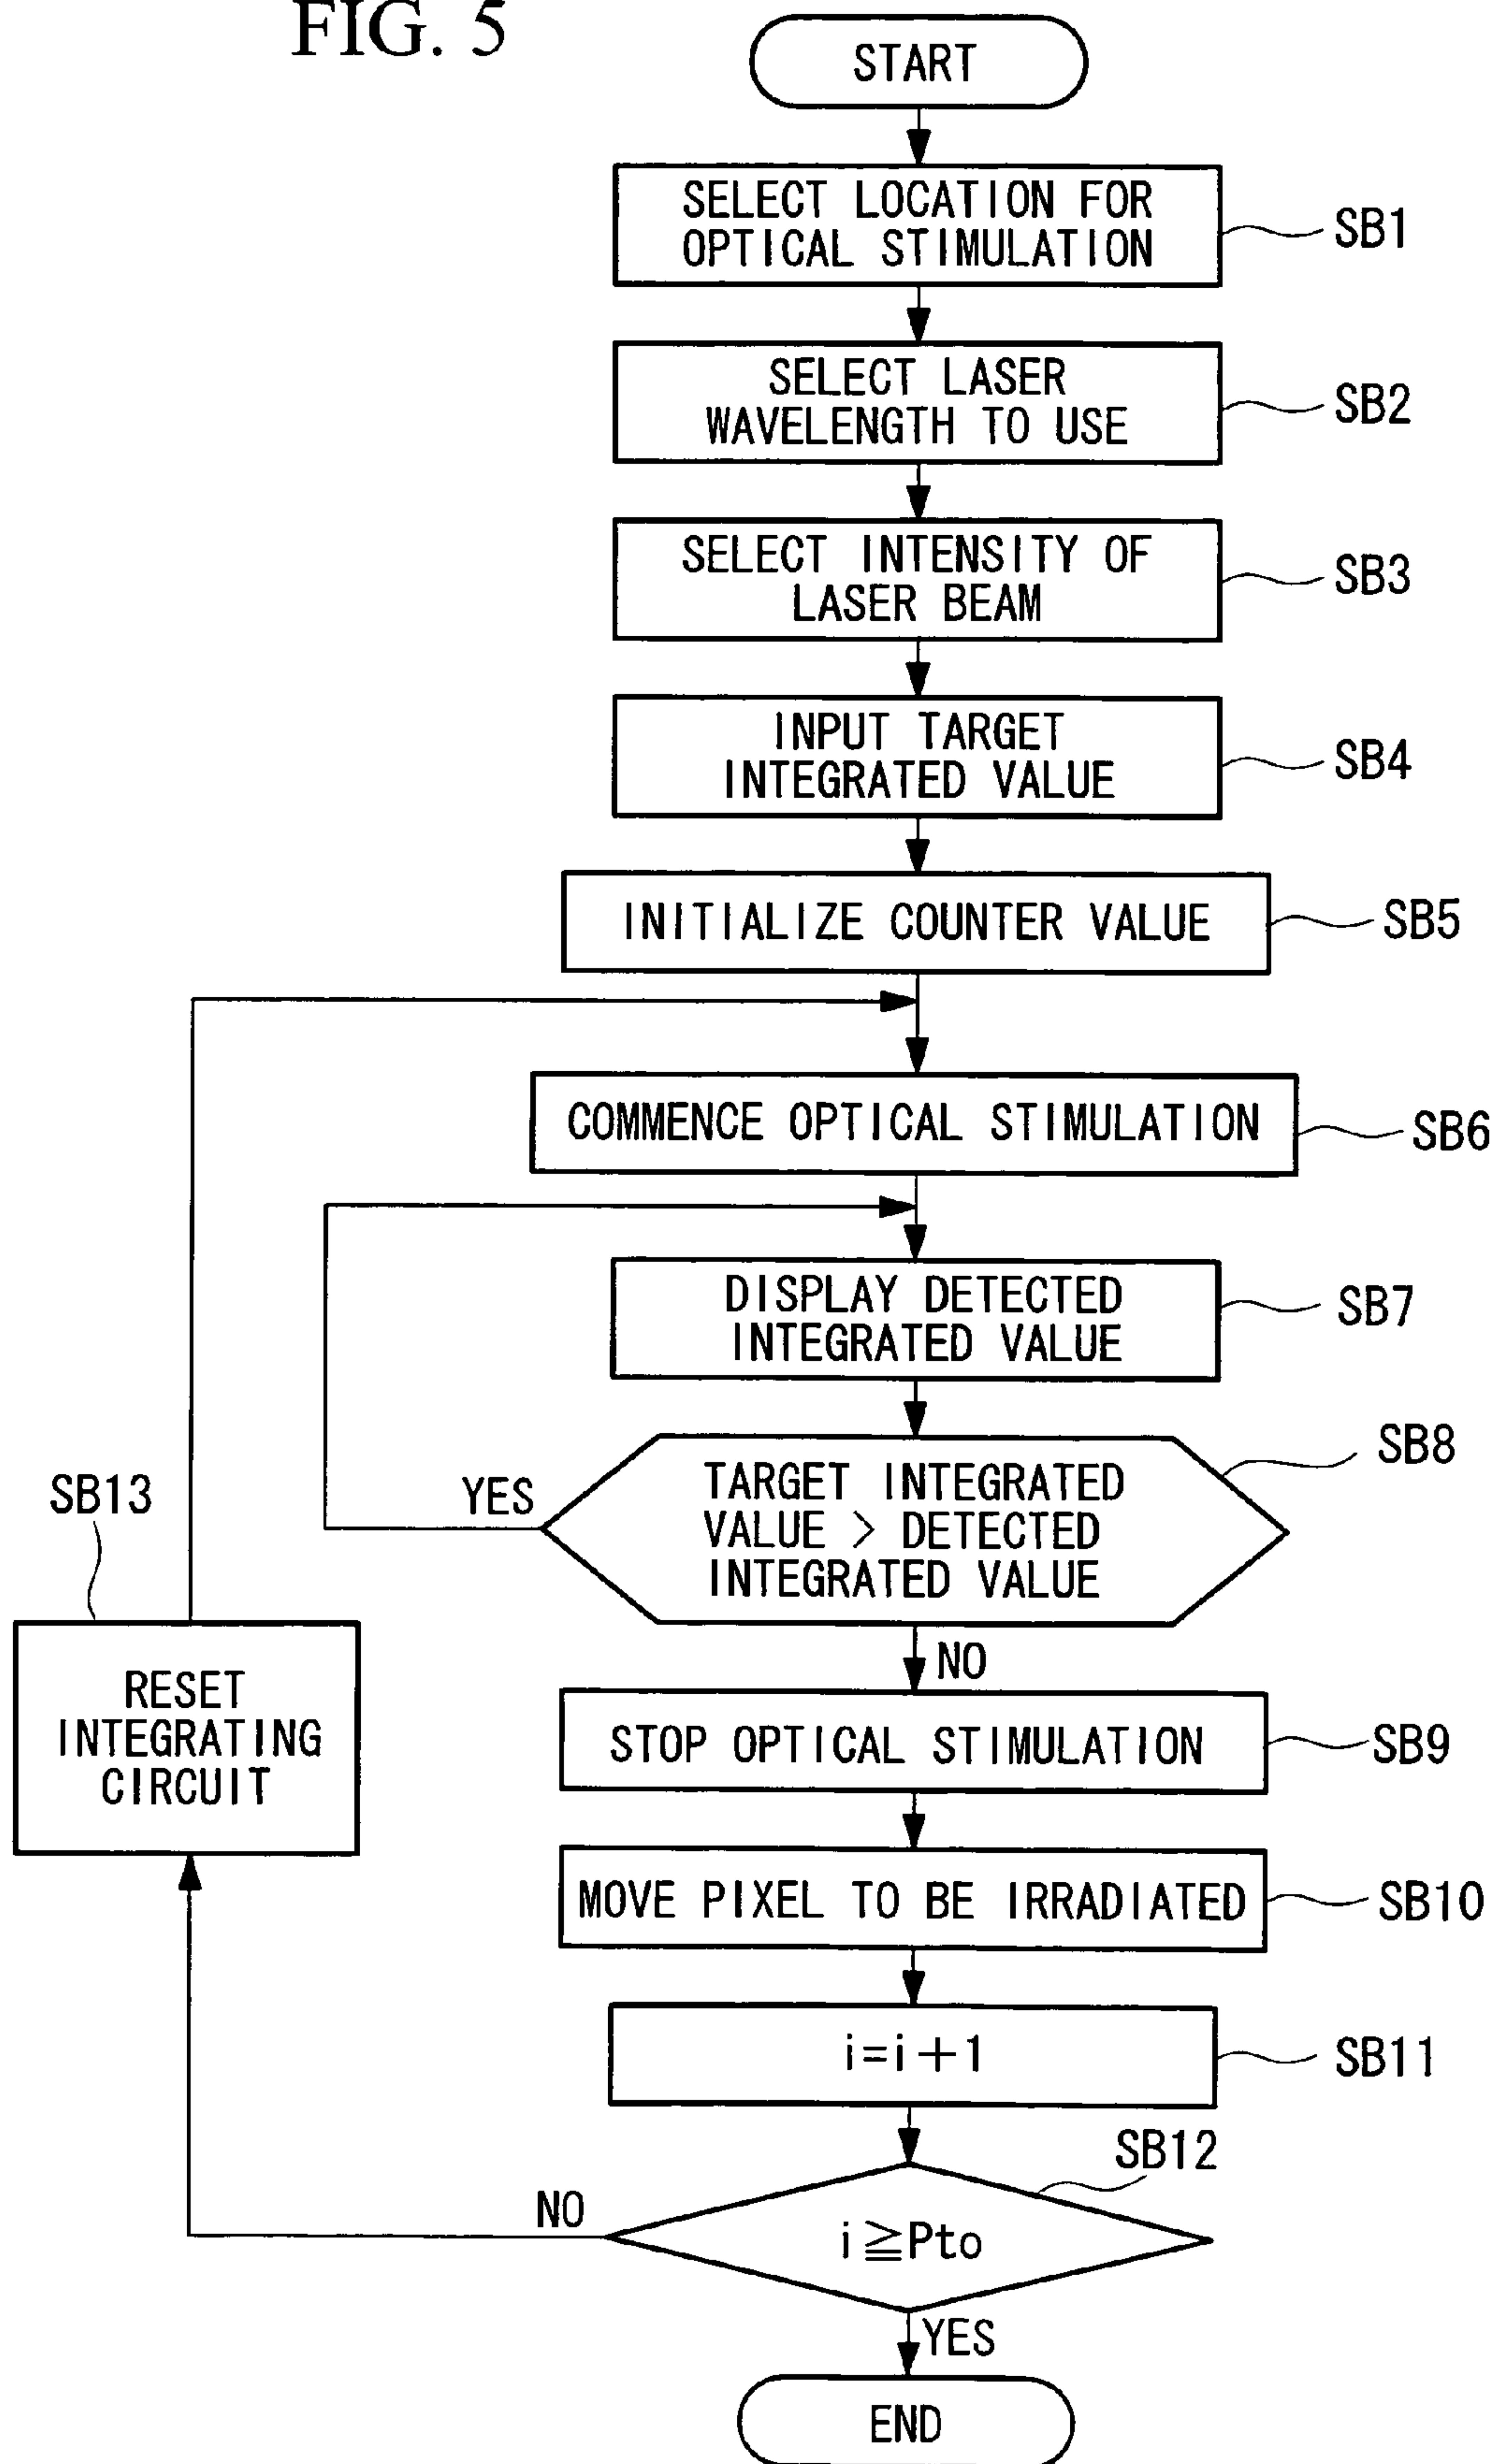 FIG. 5
START
SELECT LOCATION FOR
OPTICAL STIMULATION
SB1
SELECT LASER
WAVELENGTH TO USE
SB2
SELECT INTENSITY OF
LASER BEAM
SB3
INPUT TARGET
INTEGRATED VALUE
SB4
INITIALIZE COUNTER VALUE
SB5
COMMENCE OPTICAL STIMULATION
SB6
DISPLAY DETECTED
INTEGRATED VALUE
SB7
TARGET INTEGRATED
VALUE > DETECTED
INTEGRATED VALUE
SB8
YES
NO
SB13
RESET
INTEGRATING
CIRCUIT
STOP OPTICAL STIMULATION
SB9
MOVE PIXEL TO BE IRRADIATED
SB10
i=i+1
SB11
SB12
i≧Pto
NO
YES
END